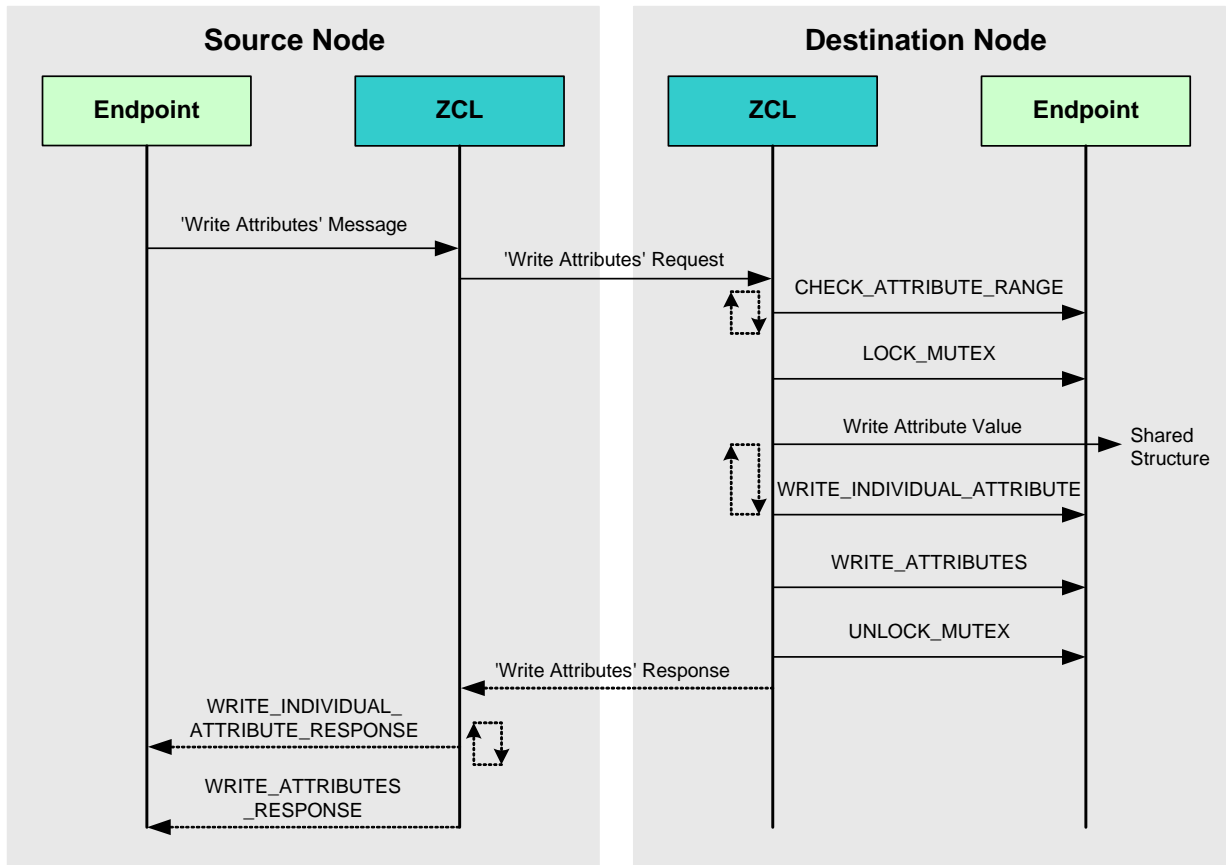 Source Node
Destination Node
Endpoint
ZCL
ZCL
Endpoint
'Write Attributes' Message
'Write Attributes' Request
CHECK_ATTRIBUTE_RANGE
LOCK_MUTEX
Write Attribute Value
Shared
Structure
WRITE_INDIVIDUAL_ATTRIBUTE
WRITE_ATTRIBUTES
UNLOCK_MUTEX
'Write Attributes' Response
WRITE_INDIVIDUAL_
ATTRIBUTE_RESPONSE
WRITE_ATTRIBUTES
_RESPONSE